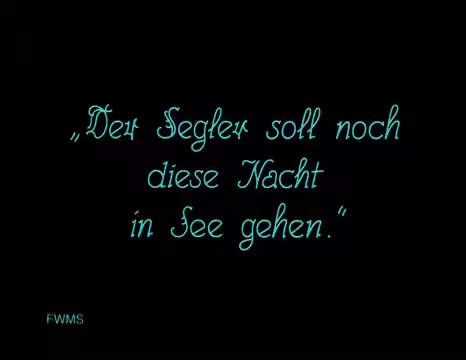 „Der Segler soll noch
diese Nacht
in See gehen.“
FWMS